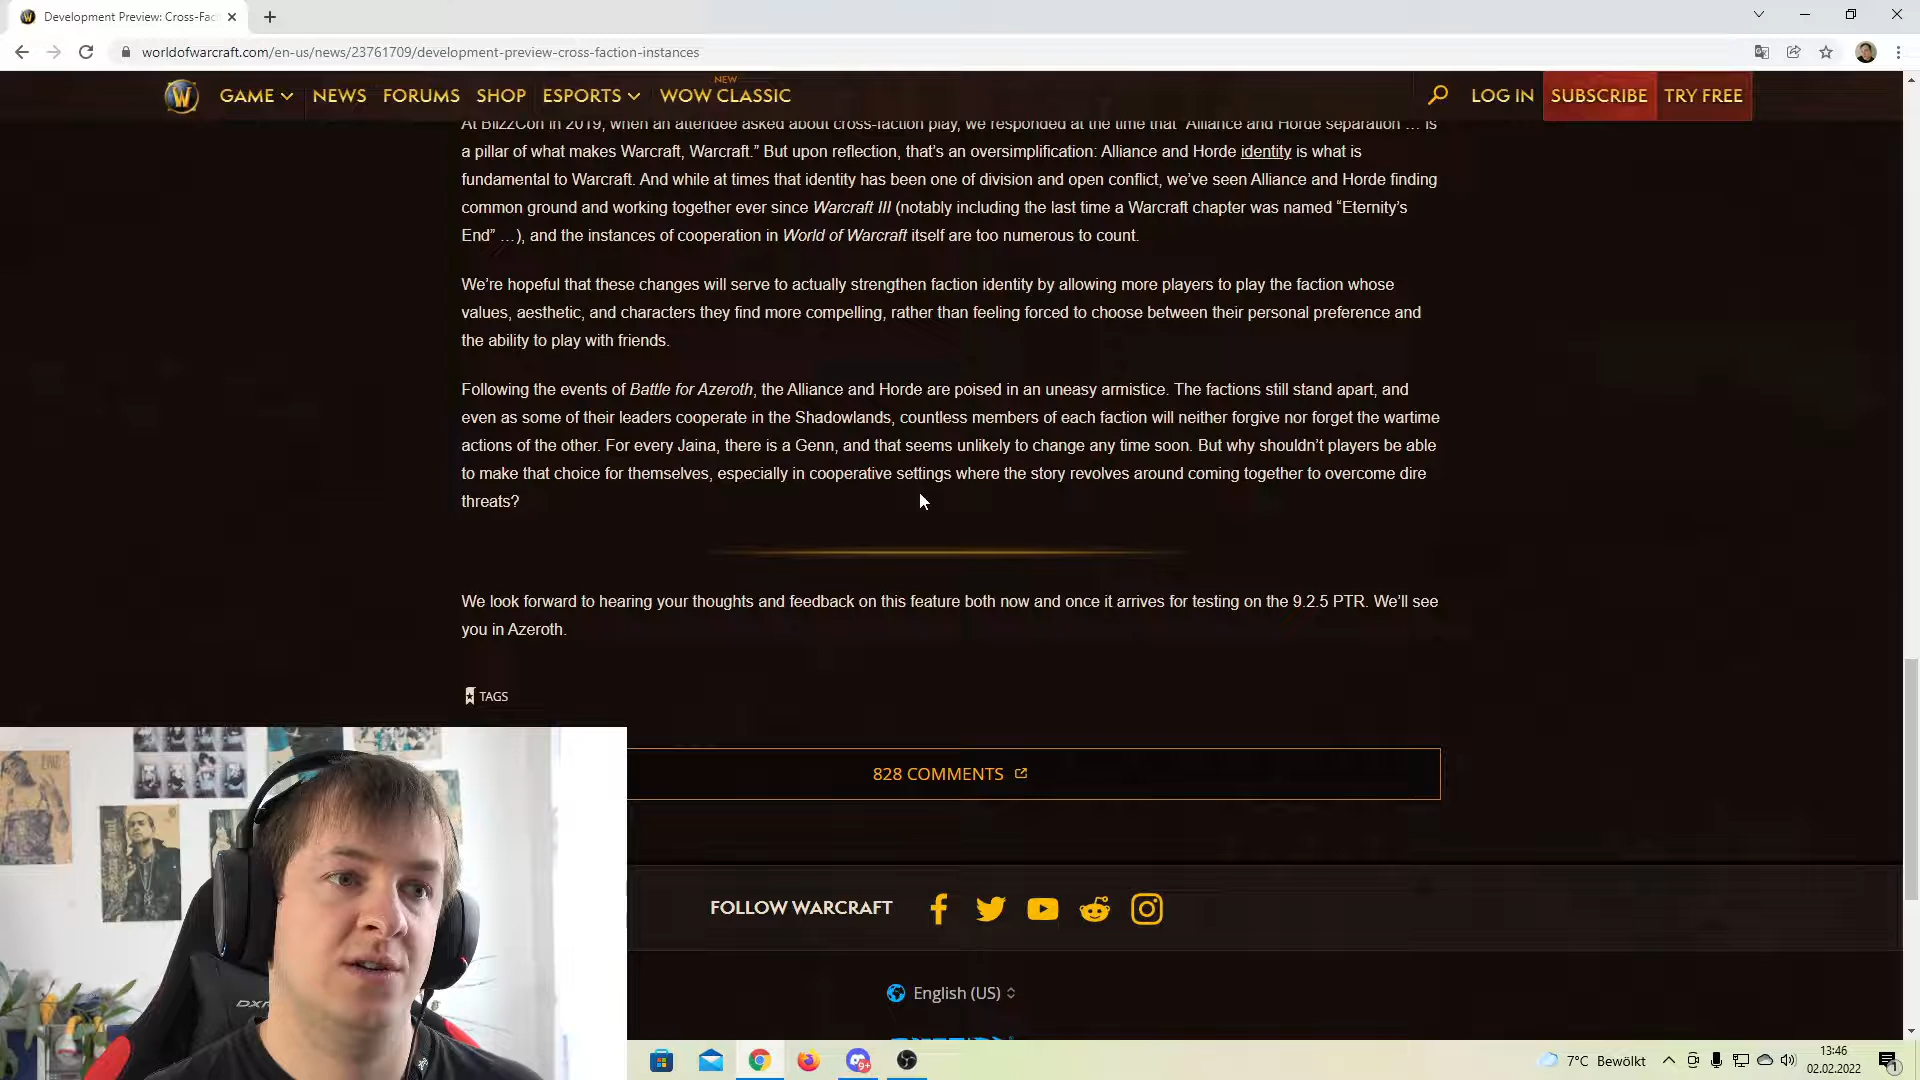 Development Preview: Cross-Fac
worldofwarcraft.com/en-us/news/23761709/development-preview-cross-faction-instances
NEW
GAME NEWS FORUMS SHOP ESPORTS WOW CLASSIC LOG IN SUBSCRIBE TRY FREE
At BlizzCon in 2019, when an attendee asked about cross-faction play, we responded at the time that “Alliance and Horde separation … is
a pillar of what makes Warcraft, Warcraft.” But upon reflection, that’s an oversimplification: Alliance and Horde identity is what is
fundamental to Warcraft. And while at times that identity has been one of division and open conflict, we’ve seen Alliance and Horde finding
common ground and working together ever since Warcraft III (notably including the last time a Warcraft chapter was named “Eternity’s
End” …), and the instances of cooperation in World of Warcraft itself are too numerous to count.
We’re hopeful that these changes will serve to actually strengthen faction identity by allowing more players to play the faction whose
values, aesthetic, and characters they find more compelling, rather than feeling forced to choose between their personal preference and
the ability to play with friends.
Following the events of Battle for Azeroth, the Alliance and Horde are poised in an uneasy armistice. The factions still stand apart, and
even as some of their leaders cooperate in the Shadowlands, countless members of each faction will neither forgive nor forget the wartime
actions of the other. For every Jaina, there is a Genn, and that seems unlikely to change any time soon. But why shouldn’t players be able
to make that choice for themselves, especially in cooperative settings where the story revolves around coming together to overcome dire
threats?
We look forward to hearing your thoughts and feedback on this feature both now and once it arrives for testing on the 9.2.5 PTR. We’ll see
you in Azeroth.
TAGS
828 COMMENTS
FOLLOW WARCRAFT
English (US)
7°C Bewölkt
13:46
02.02.2022